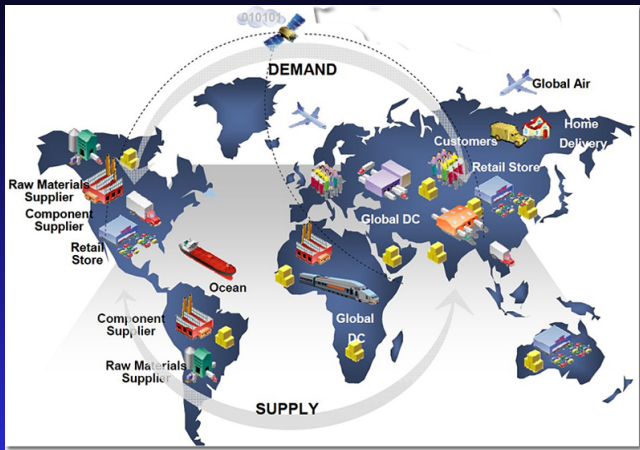 010101
DEMAND
Global Air
Home
Delivery
Customers
Retail Store
Raw Materials
Supplier
Component
Supplier
Retail
Store
Global DC
Ocean
Component
Supplier
Global
DC
Raw Materials
Supplier
SUPPLY